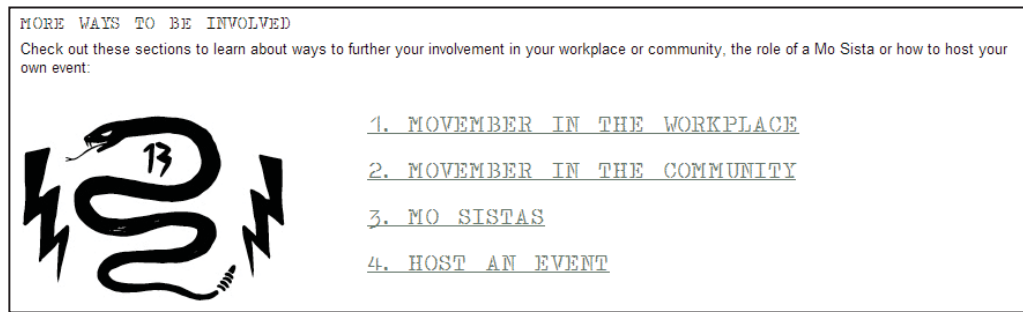 MORE WAYS TO BE INVOLVED
Check out these sections to learn about ways to further your involvement in your workplace or community, the role of a Mo Sista or how to host your
own event:
13
1. MOVEMBER IN THE WORKPLACE
2. MOVEMBER IN THE COMMUNITY
3. MO SISTAS
4. HOST AN EVENT